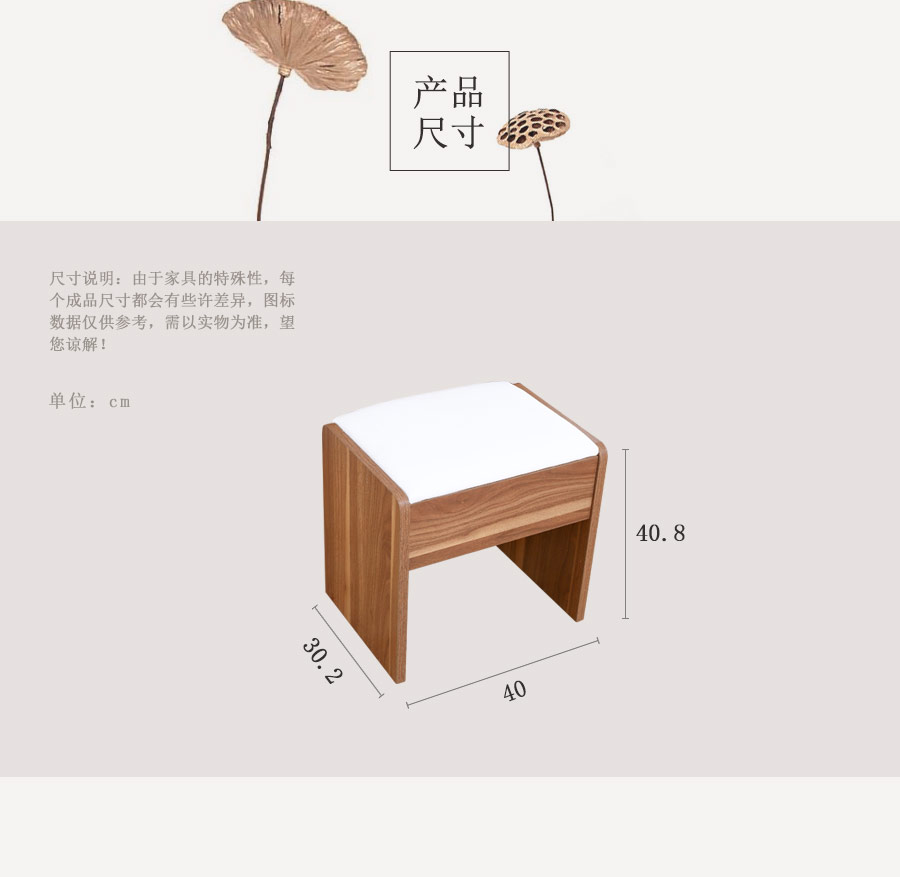 产品
尺寸
尺寸说明：由于家具的特殊性，每
个成品尺寸都会有些许差异，图标
数据仅供参考，需以实物为准，望
您谅解！
单位：cm
40.8
30.2
40